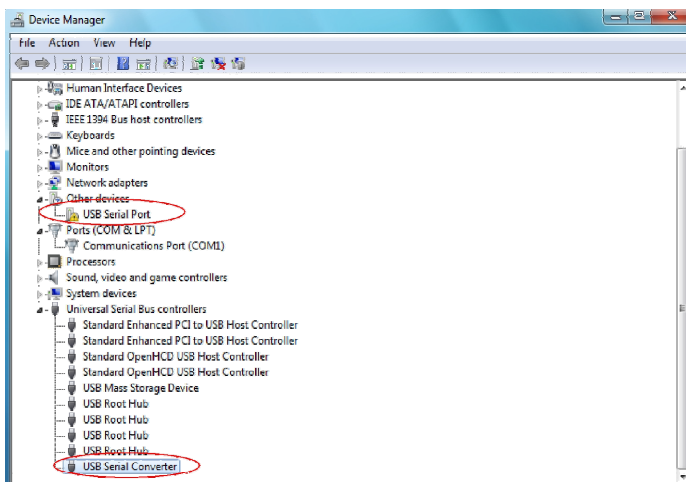 Device Manager
File Action View Help
Human Interface Devices
IDE ATA/ATAPI controllers
IEEE 1394 Bus host controllers
Keyboards
Mice and other pointing devices
Monitors
Network adapters
Other devices
USB Serial Port
Ports (COM & LPT)
Communications Port (COM1)
Processors
Sound, video and game controllers
System devices
Universal Serial Bus controllers
Standard Enhanced PCI to USB Host Controller
Standard Enhanced PCI to USB Host Controller
Standard OpenHCD USB Host Controller
Standard OpenHCD USB Host Controller
USB Mass Storage Device
USB Root Hub
USB Root Hub
USB Root Hub
USB Root Hub
USB Serial Converter